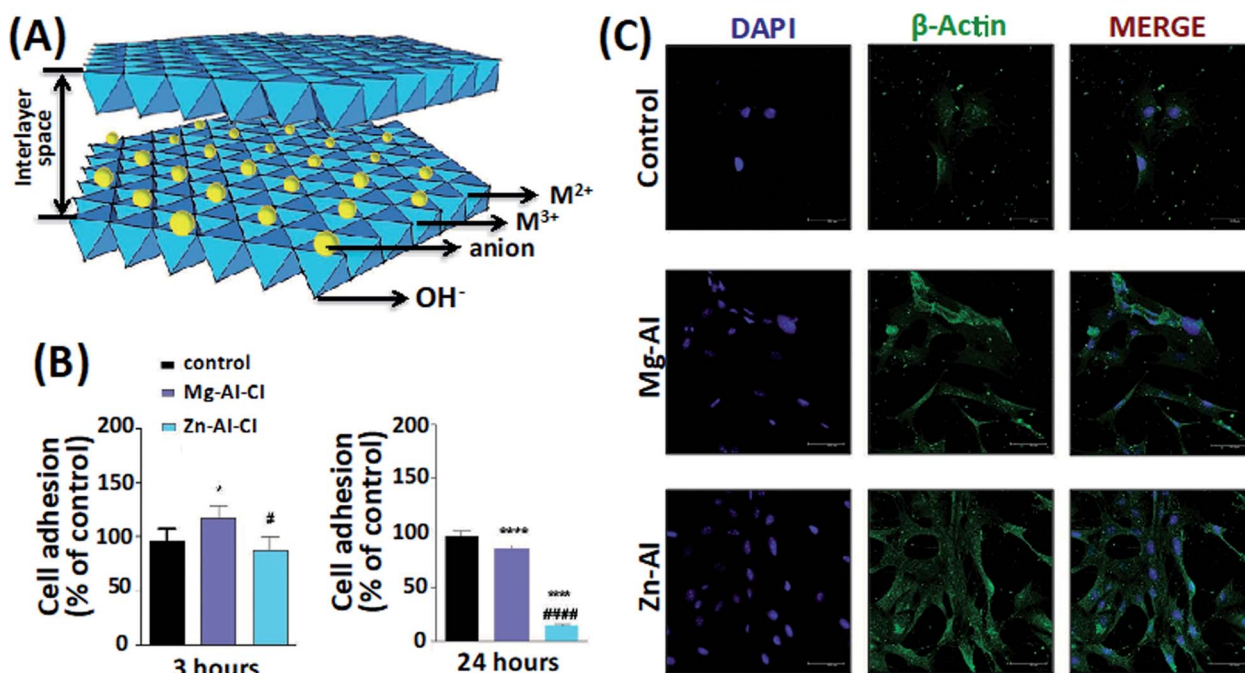 (A)
Interlayer
space
M2+
M3+
anion
OH-
(B)
control
Mg-Al-Cl
Zn-Al-Cl
Cell adhesion
(% of control)
200
150
100
50
0
*
#
3 hours
Cell adhesion
(% of control)
200
150
100
50
0
****
****
####
24 hours
(C)
DAPI
β-Actin
MERGE
Control
Mg-Al
Zn-Al